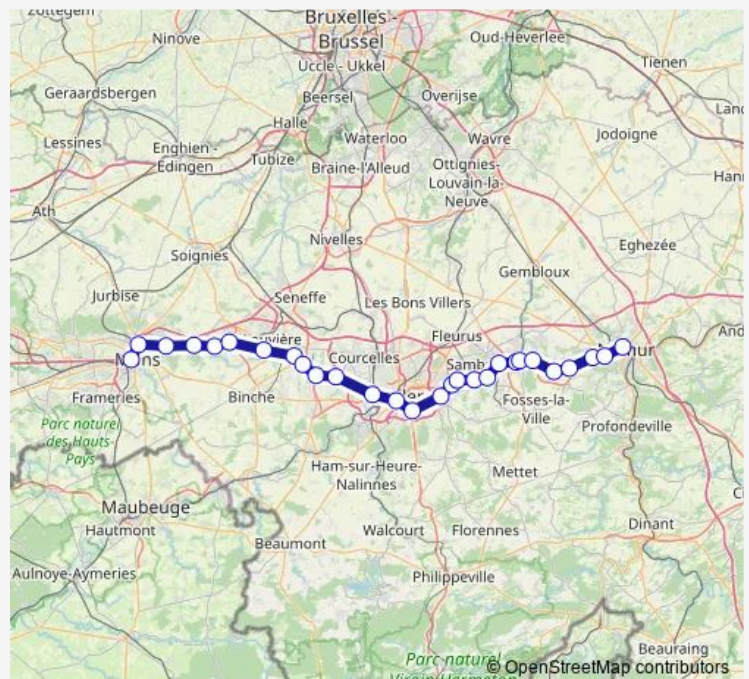 Zottegem
Bruxelles -
Brussel
Ninove
Oud-Heverlee
Uccle - Ukkel
Tienen
Geraardsbergen
Beersel
Overijse
Halle
Lessines
Waterloo
Wavre
Jodoigne
Enghien -
Edingen
Tubize
Braine-l'Alleud
Ottignies-
Louvain-la-
Neuve
Ath
Nivelles
Eghezée
Soignies
Gembloux
Jurbise
Seneffe
Les Bons Villers
Fleurus
Courcelles
Frameries
Binche
Fosses-la-
Ville
Parc naturel
des Hauts-
Pays
Profondeville
Ham-sur-Heure-
Nalinnes
Mettet
Maubeuge
Hautmont
Walcourt
Florennes
Dinant
Beaumont
Aulnoye-Aymeries
Philippeville
Beauraing
Parc naturel
© OpenStreetMap contributors